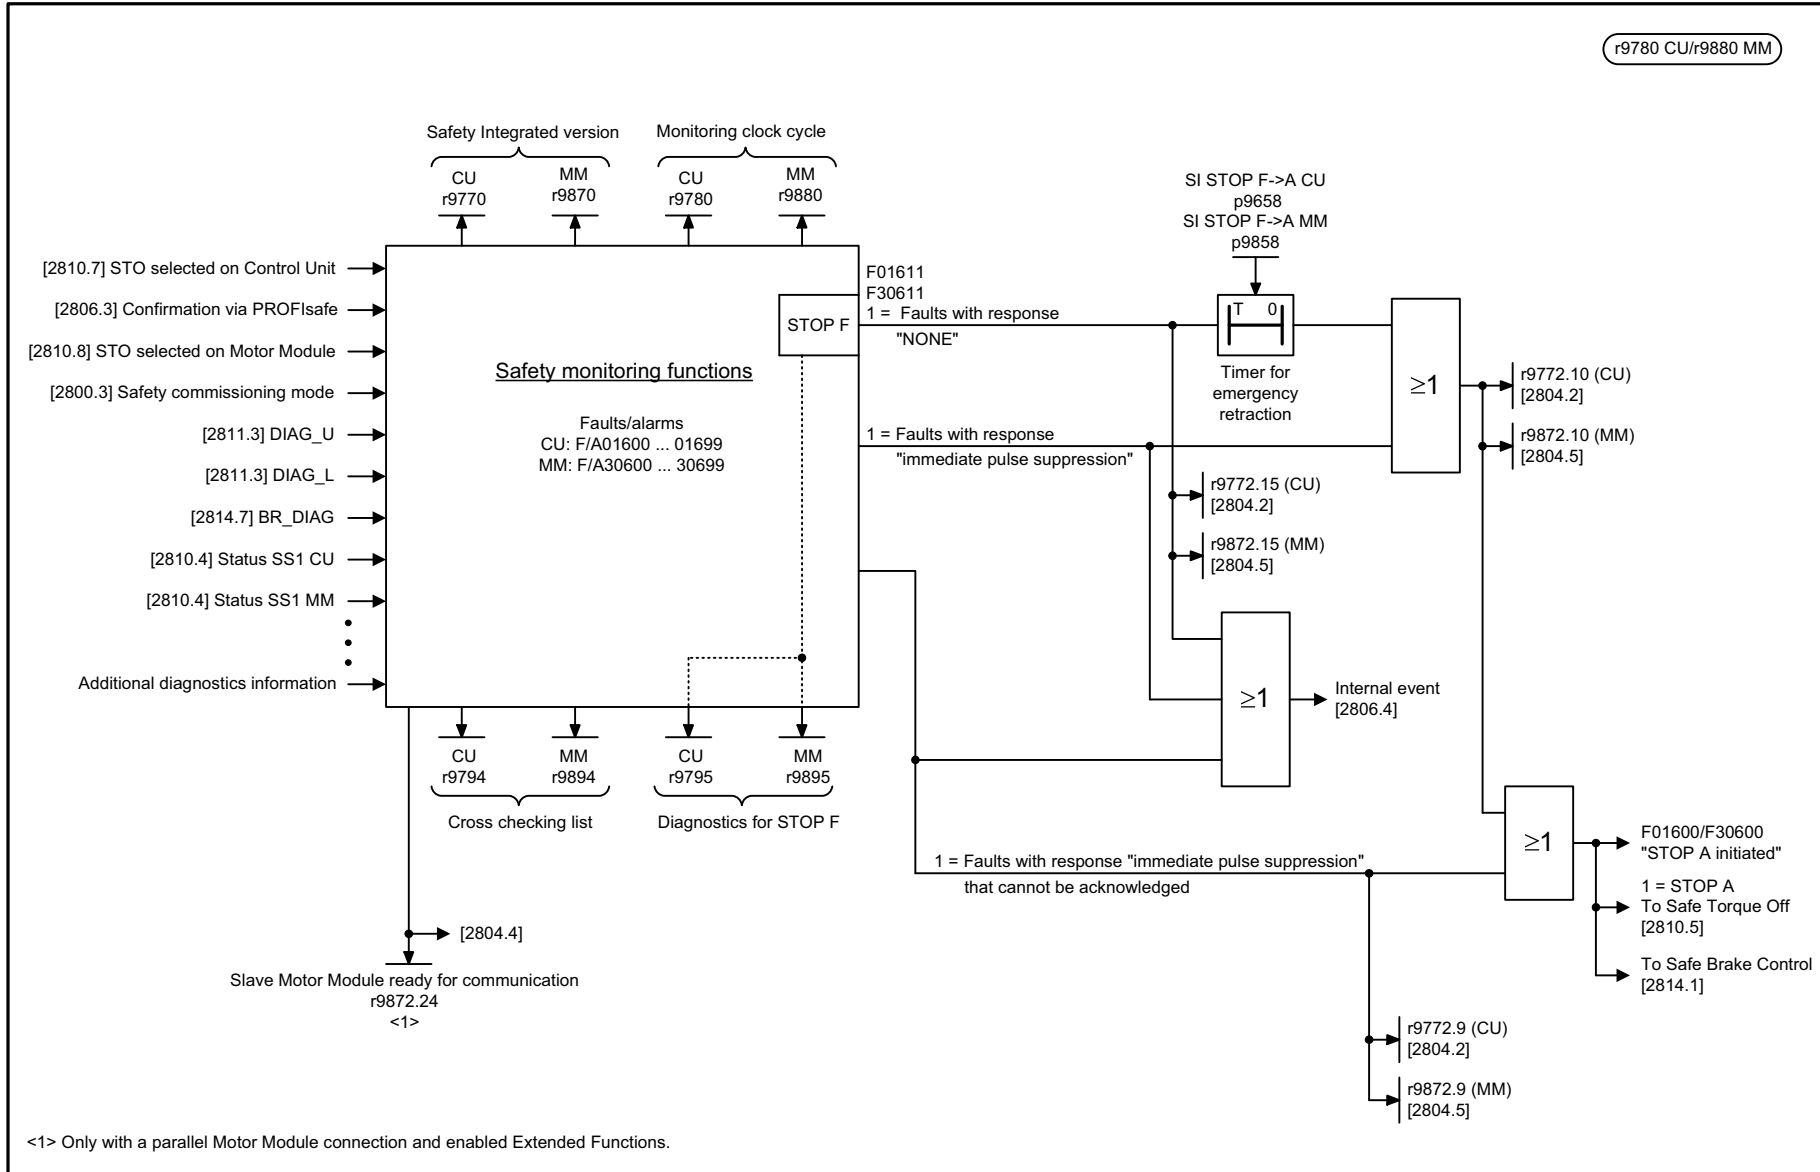 r9780 CU/r9880 MM
Safety Integrated version
Monitoring clock cycle
CU
r9770
MM
r9870
CU
r9780
MM
r9880
SI STOP F->A CU
p9658
SI STOP F->A MM
p9858
[2810.7] STO selected on Control Unit
[2806.3] Confirmation via PROFIsafe
[2810.8] STO selected on Motor Module
[2800.3] Safety commissioning mode
[2811.3] DIAG_U
[2811.3] DIAG_L
[2814.7] BR_DIAG
[2810.4] Status SS1 CU
[2810.4] Status SS1 MM
Additional diagnostics information
Safety monitoring functions
Faults/alarms
CU: F/A01600 ... 01699
MM: F/A30600 ... 30699
STOP F
F01611
F30611
1 = Faults with response
"NONE"
T 0
Timer for
emergency
retraction
1 = Faults with response
"immediate pulse suppression"
≥1
r9772.10 (CU)
[2804.2]
r9872.10 (MM)
[2804.5]
r9772.15 (CU)
[2804.2]
r9872.15 (MM)
[2804.5]
≥1
Internal event
[2806.4]
CU
r9794
MM
r9894
CU
r9795
MM
r9895
Cross checking list
Diagnostics for STOP F
1 = Faults with response "immediate pulse suppression"
that cannot be acknowledged
≥1
F01600/F30600
"STOP A initiated"
1 = STOP A
To Safe Torque Off
[2810.5]
To Safe Brake Control
[2814.1]
[2804.4]
Slave Motor Module ready for communication
r9872.24
<1>
r9772.9 (CU)
[2804.2]
r9872.9 (MM)
[2804.5]
<1> Only with a parallel Motor Module connection and enabled Extended Functions.